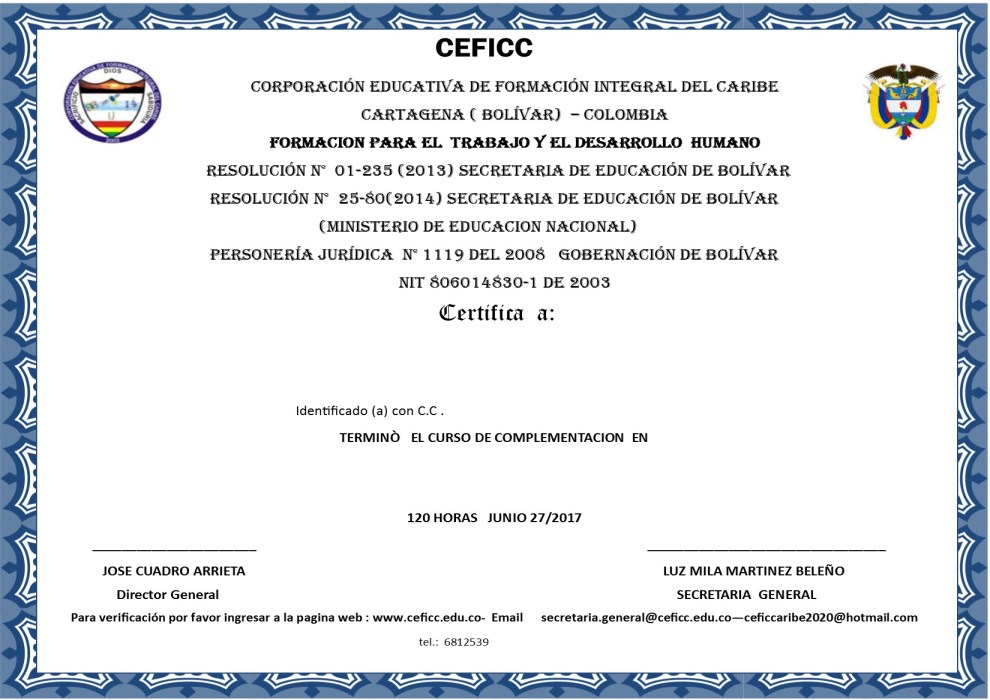 CEFICC
CORPORACIÓN EDUCATIVA DE FORMACIÓN INTEGRAL DEL CARIBE
CARTAGENA ( BOLÍVAR) – COLOMBIA
FORMACION PARA EL TRABAJO Y EL DESARROLLO HUMANO
RESOLUCIÓN N° 01-235 (2013) SECRETARIA DE EDUCACIÓN DE BOLÍVAR
RESOLUCIÓN N° 25-80(2014) SECRETARIA DE EDUCACIÓN DE BOLÍVAR
(MINISTERIO DE EDUCACION NACIONAL)
PERSONERÍA JURÍDICA N° 1119 DEL 2008 GOBERNACIÓN DE BOLÍVAR
NIT 806014830-1 DE 2003
Certifica a:
Identificado (a) con C.C .
TERMINÒ EL CURSO DE COMPLEMENTACION EN
120 HORAS JUNIO 27/2017
JOSE CUADRO ARRIETA
Director General
LUZ MILA MARTINEZ BELEÑO
SECRETARIA GENERAL
Para verificación por favor ingresar a la pagina web : www.ceficc.edu.co- Email secretaria.general@ceficc.edu.co—ceficcaribe2020@hotmail.com
tel.: 6812539
DIOS